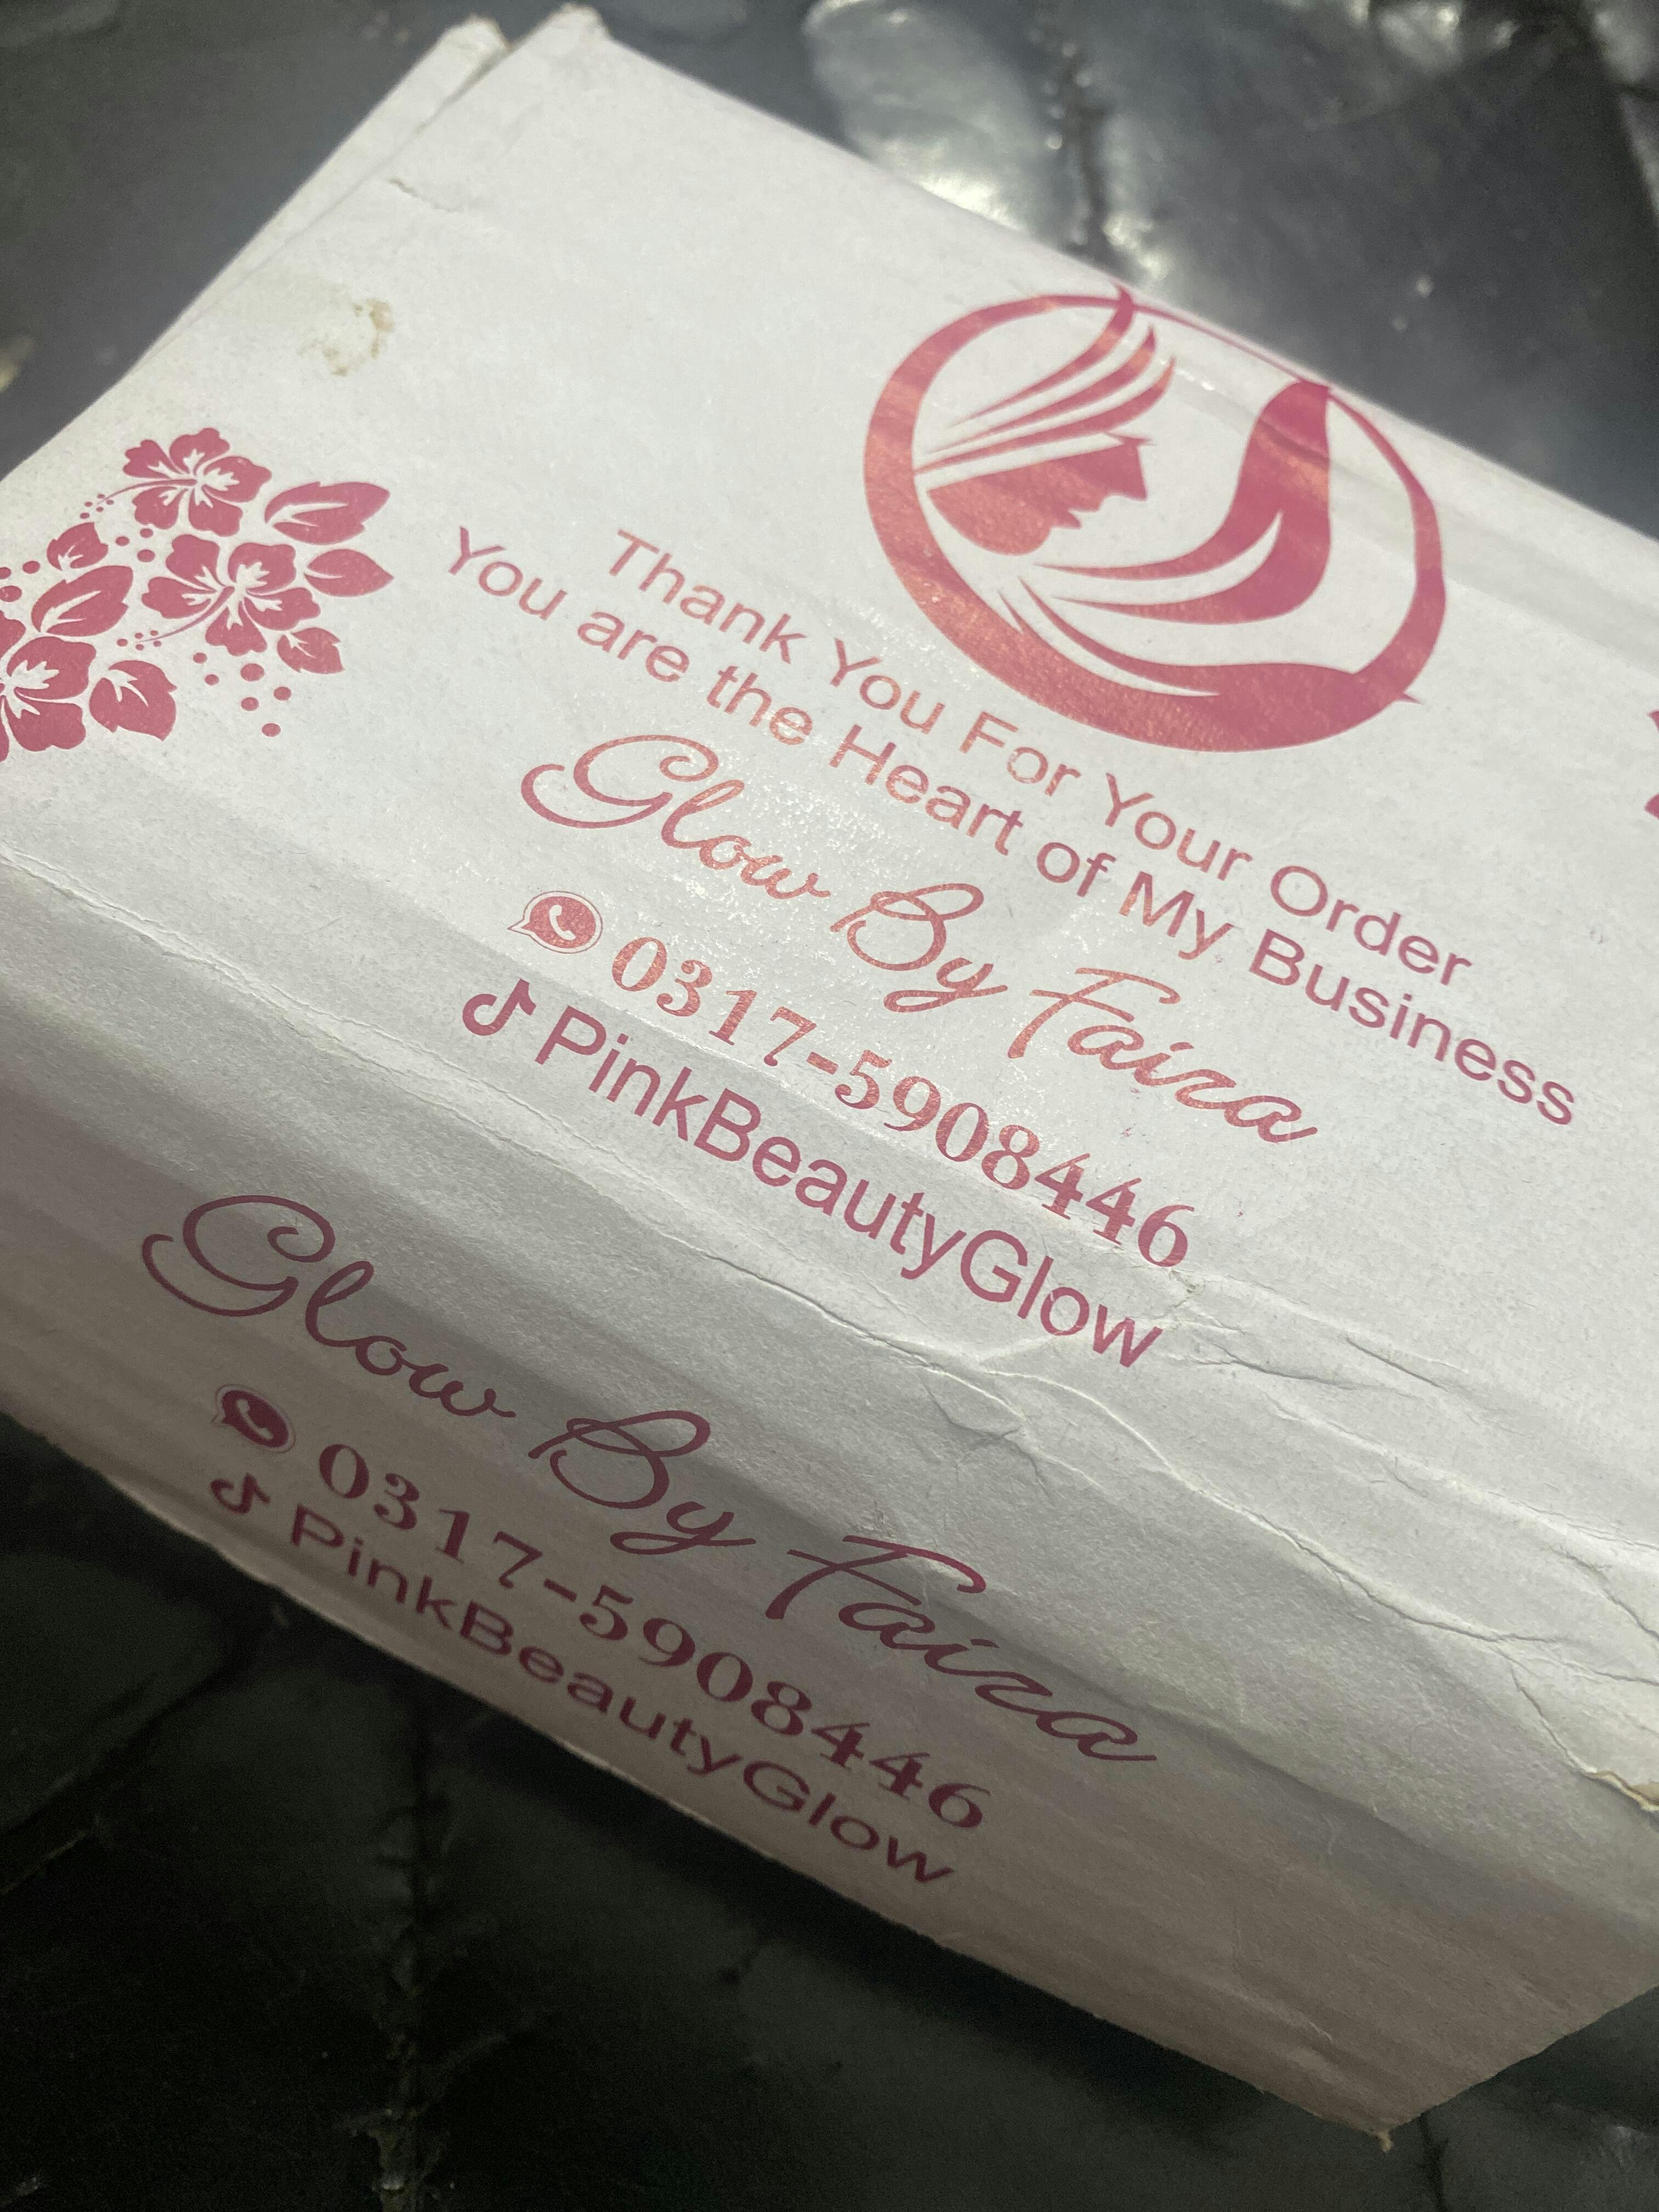 Thank You For Your Order
You are the Heart of My Business
Glow By Faiza
0317-5908446
PinkBeautyGlow
Glow By Faiza
0317-5908446
PinkBeautyGlow